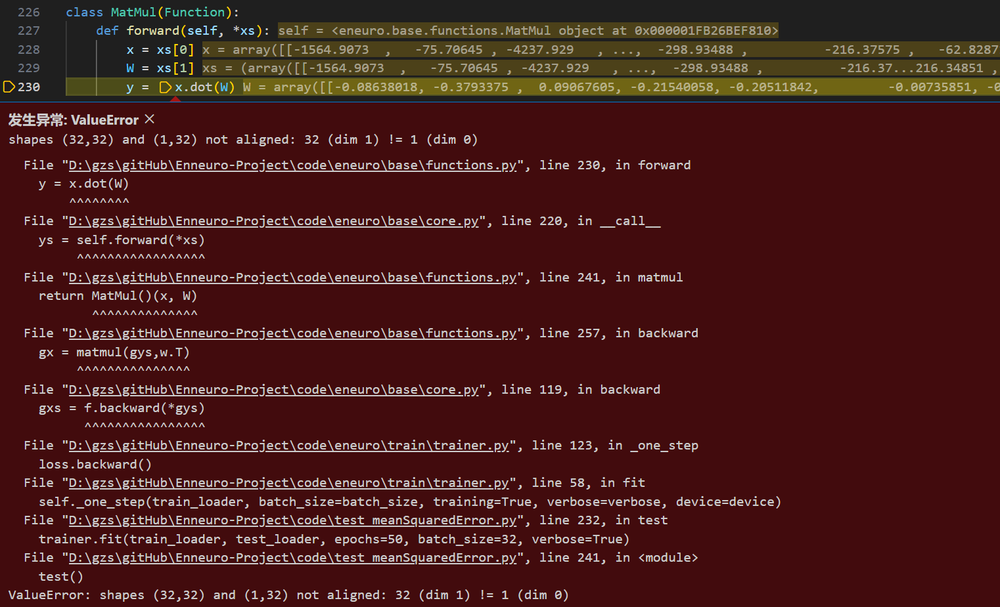 226 class MatMul(Function):
227 def forward(self, *xs): self = <eneuro.base.functions.MatMul object at 0x000001FB26BEF810>
228 x = xs[0] x = array([[-1564.9073 , -75.70645 , -4237.929 , ..., -298.93488 , -216.37575 , -62.8287
229 W = xs[1] xs = (array([[-1564.9073 , -75.70645 , -4237.929 , ..., -298.93488 , -216.37...216.34851 ,
230 y = x.dot(W) W = array([[-0.08638018, -0.3793375 , 0.09067605, -0.21540058, -0.20511842, -0.00735851, -0
发生异常: ValueError ×
shapes (32,32) and (1,32) not aligned: 32 (dim 1) != 1 (dim 0)
File "D:\gzs\gitHub\Enneuro-Project\code\eneuro\base\functions.py", line 230, in forward
y = x.dot(W)
^^^^^^^^
File "D:\gzs\gitHub\Enneuro-Project\code\eneuro\base\core.py", line 220, in __call__
ys = self.forward(*xs)
^^^^^^^^^^^^^^^^^
File "D:\gzs\gitHub\Enneuro-Project\code\eneuro\base\functions.py", line 241, in matmul
return MatMul()(x, W)
^^^^^^^^^^^^^^
File "D:\gzs\gitHub\Enneuro-Project\code\eneuro\base\functions.py", line 257, in backward
gx = matmul(gys,w.T)
^^^^^^^^^^^^^^^
File "D:\gzs\gitHub\Enneuro-Project\code\eneuro\base\core.py", line 119, in backward
gxs = f.backward(*gys)
^^^^^^^^^^^^^^^^
File "D:\gzs\gitHub\Enneuro-Project\code\eneuro\train\trainer.py", line 123, in _one_step
loss.backward()
File "D:\gzs\gitHub\Enneuro-Project\code\eneuro\train\trainer.py", line 58, in fit
self._one_step(train_loader, batch_size=batch_size, training=True, verbose=verbose, device=device)
File "D:\gzs\gitHub\Enneuro-Project\code\test_meanSquaredError.py", line 232, in test
trainer.fit(train_loader, test_loader, epochs=50, batch_size=32, verbose=True)
File "D:\gzs\gitHub\Enneuro-Project\code\test_meanSquaredError.py", line 241, in <module>
test()
ValueError: shapes (32,32) and (1,32) not aligned: 32 (dim 1) != 1 (dim 0)